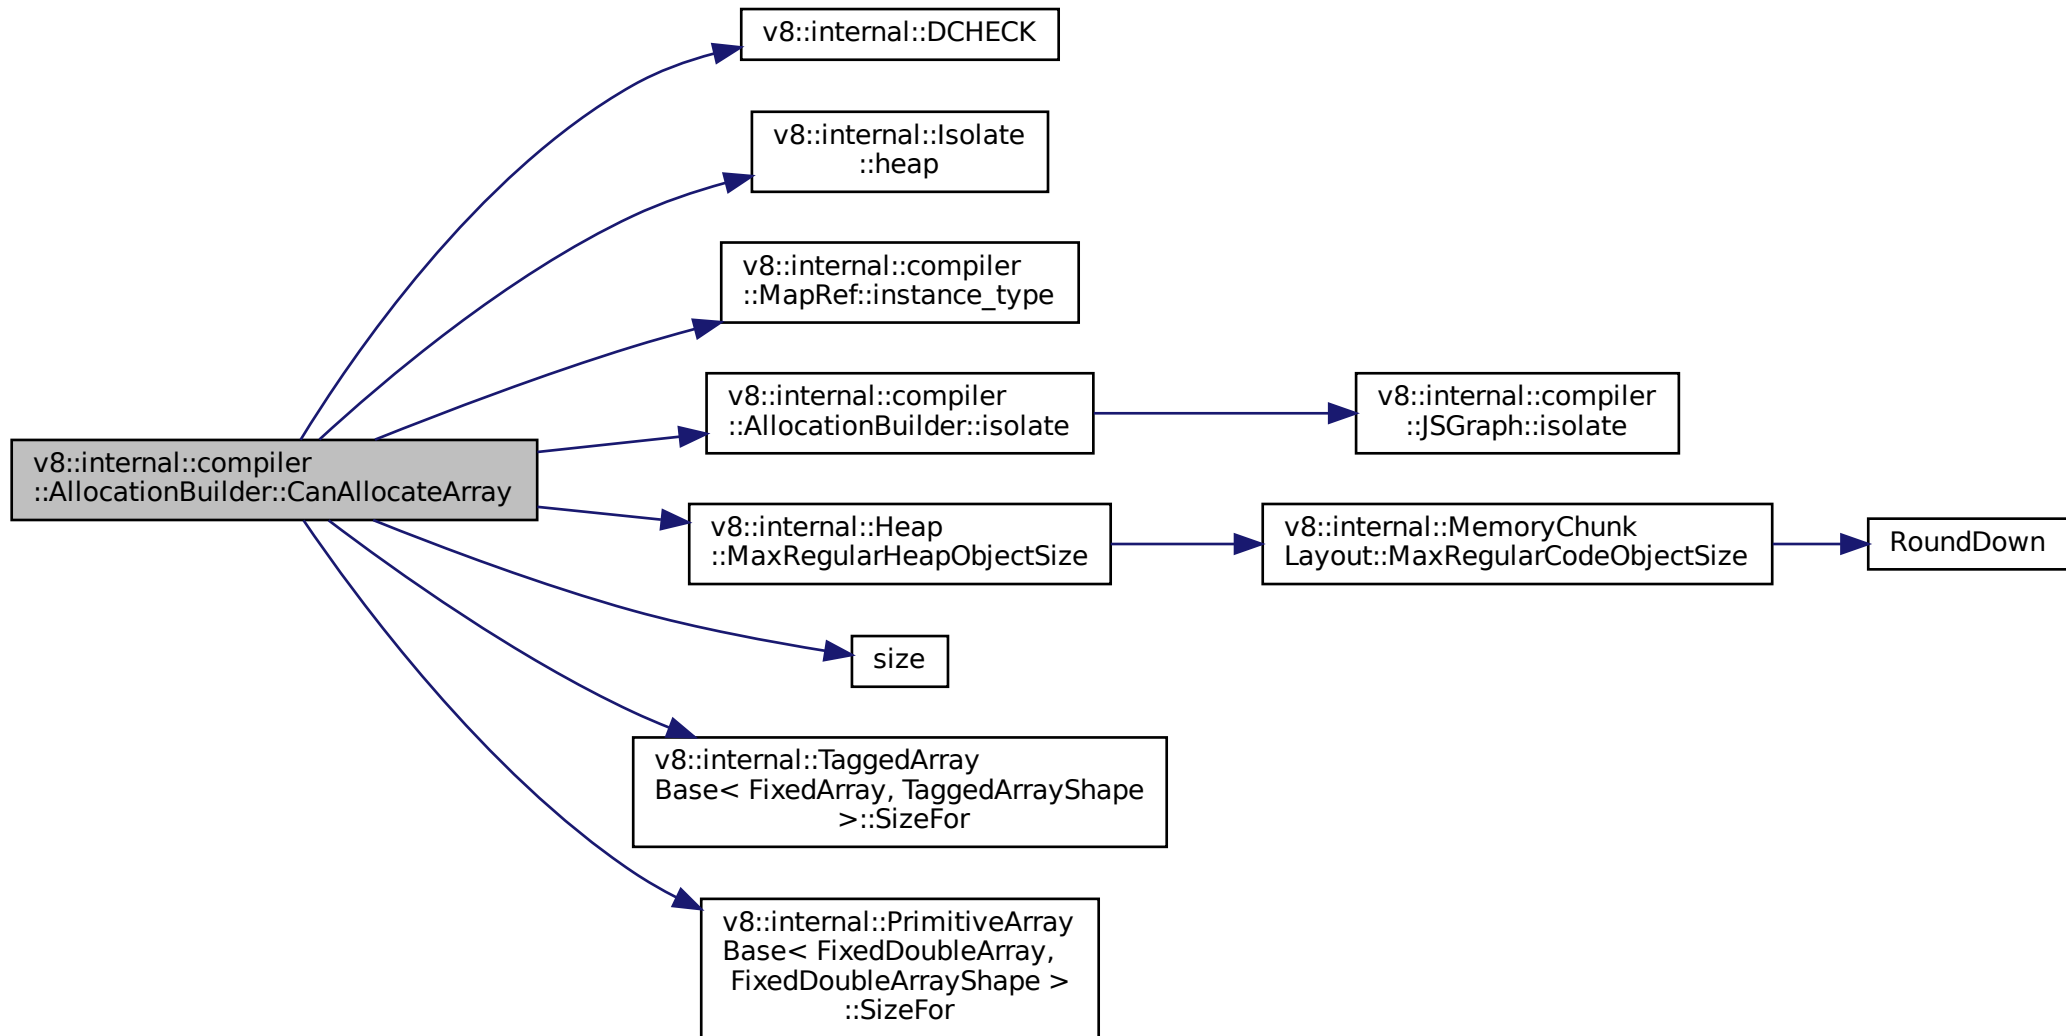 v8::internal::DCHECK
v8::internal::Isolate
::heap
v8::internal::compiler
::MapRef::instance_type
v8::internal::compiler
::AllocationBuilder::isolate
v8::internal::compiler
::JSGraph::isolate
v8::internal::compiler
::AllocationBuilder::CanAllocateArray
v8::internal::Heap
::MaxRegularHeapObjectSize
v8::internal::MemoryChunk
Layout::MaxRegularCodeObjectSize
RoundDown
size
v8::internal::TaggedArray
Base< FixedArray, TaggedArrayShape
>::SizeFor
v8::internal::PrimitiveArray
Base< FixedDoubleArray,
FixedDoubleArrayShape >
::SizeFor